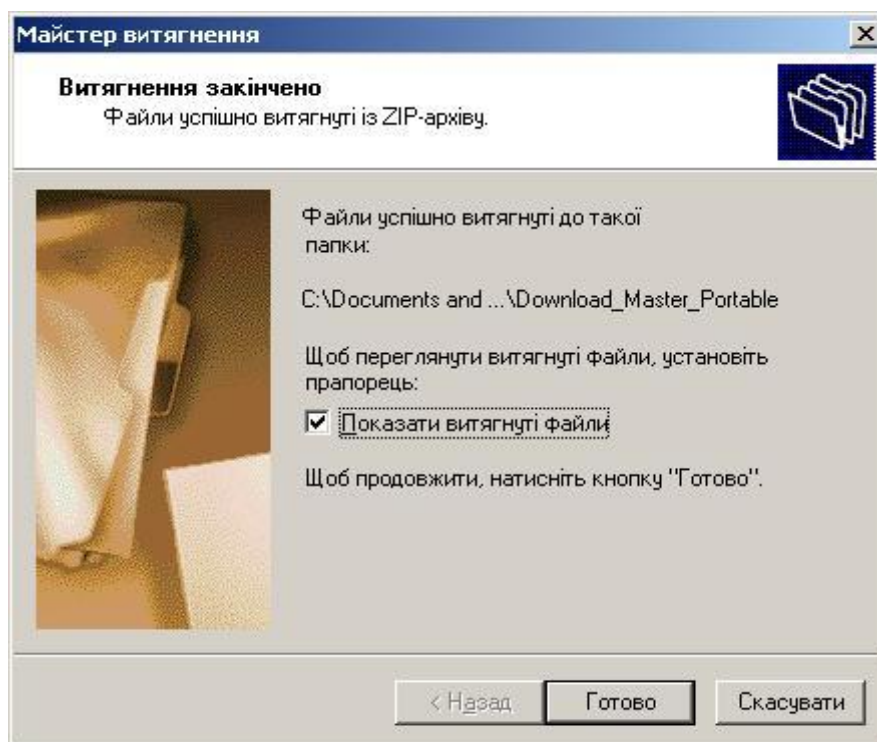 Майстер витягнення
Витягнення закінчено
Файли успішно витягнуті із ZIP-архіву.
Файли успішно витягнуті до такої
папки:
C:\Documents and ...\Download_Master_Portable
Щоб переглянути витягнуті файли, установіть
прапорець:
Показати витягнуті файли
Щоб продовжити, натисніть кнопку "Готово".
< Назад
Готово
Скасувати